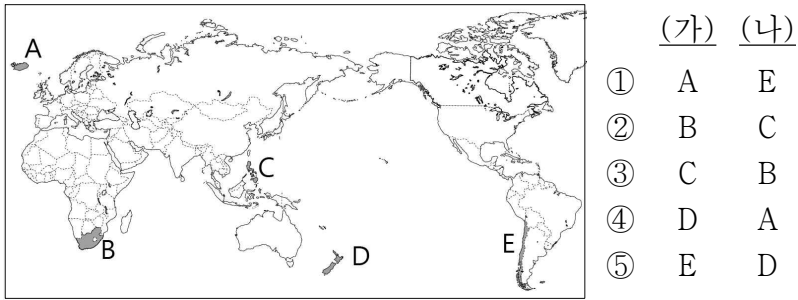 A
B
C
D
E
(가) (나)
① A E
② B C
③ C B
④ D A
⑤ E D